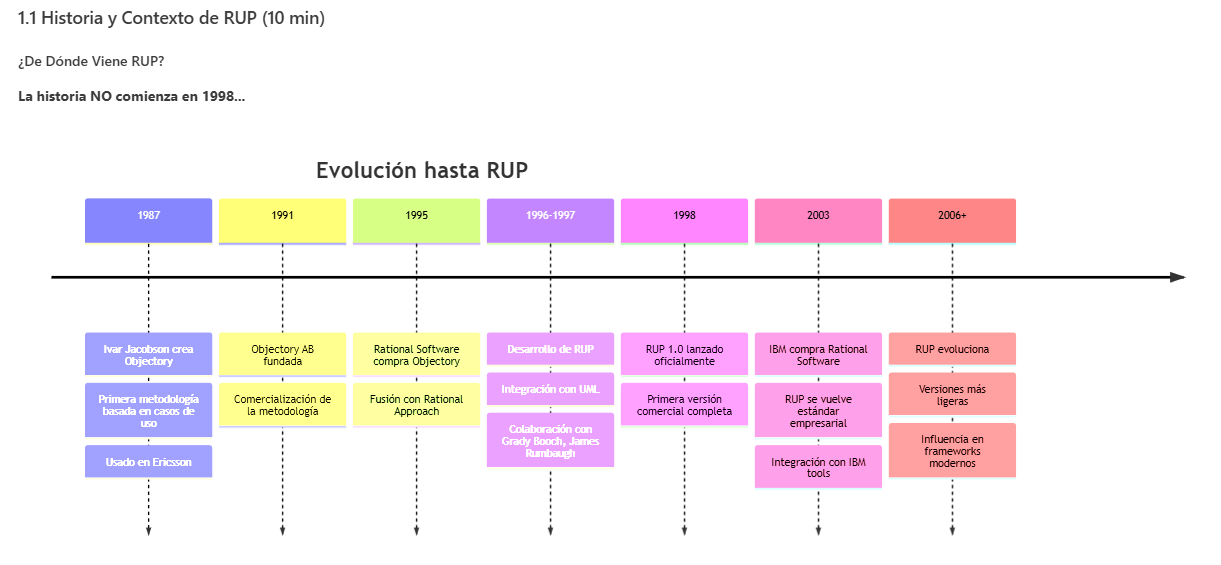 1.1 Historia y Contexto de RUP (10 min)
¿De Dónde Viene RUP?
La historia NO comienza en 1998...
Evolución hasta RUP
1987
1991
1995
1996-1997
1998
2003
2006+
Ivar Jacobson crea
Objectory
Primera metodología
basada en casos de
uso
Usado en Ericsson
Objectory AB
fundada
Comercialización de
la metodología
Rational Software
compra Objectory
Fusión con Rational
Approach
Desarrollo de RUP
Integración con UML
Colaboración con
Grady Booch, James
Rumbaugh
RUP 1.0 lanzado
oficialmente
Primera versión
comercial completa
IBM compra Rational
Software
RUP se vuelve
estándar
empresarial
Integración con IBM
tools
RUP evoluciona
Versiones más
ligeras
Influencia en
frameworks
modernos